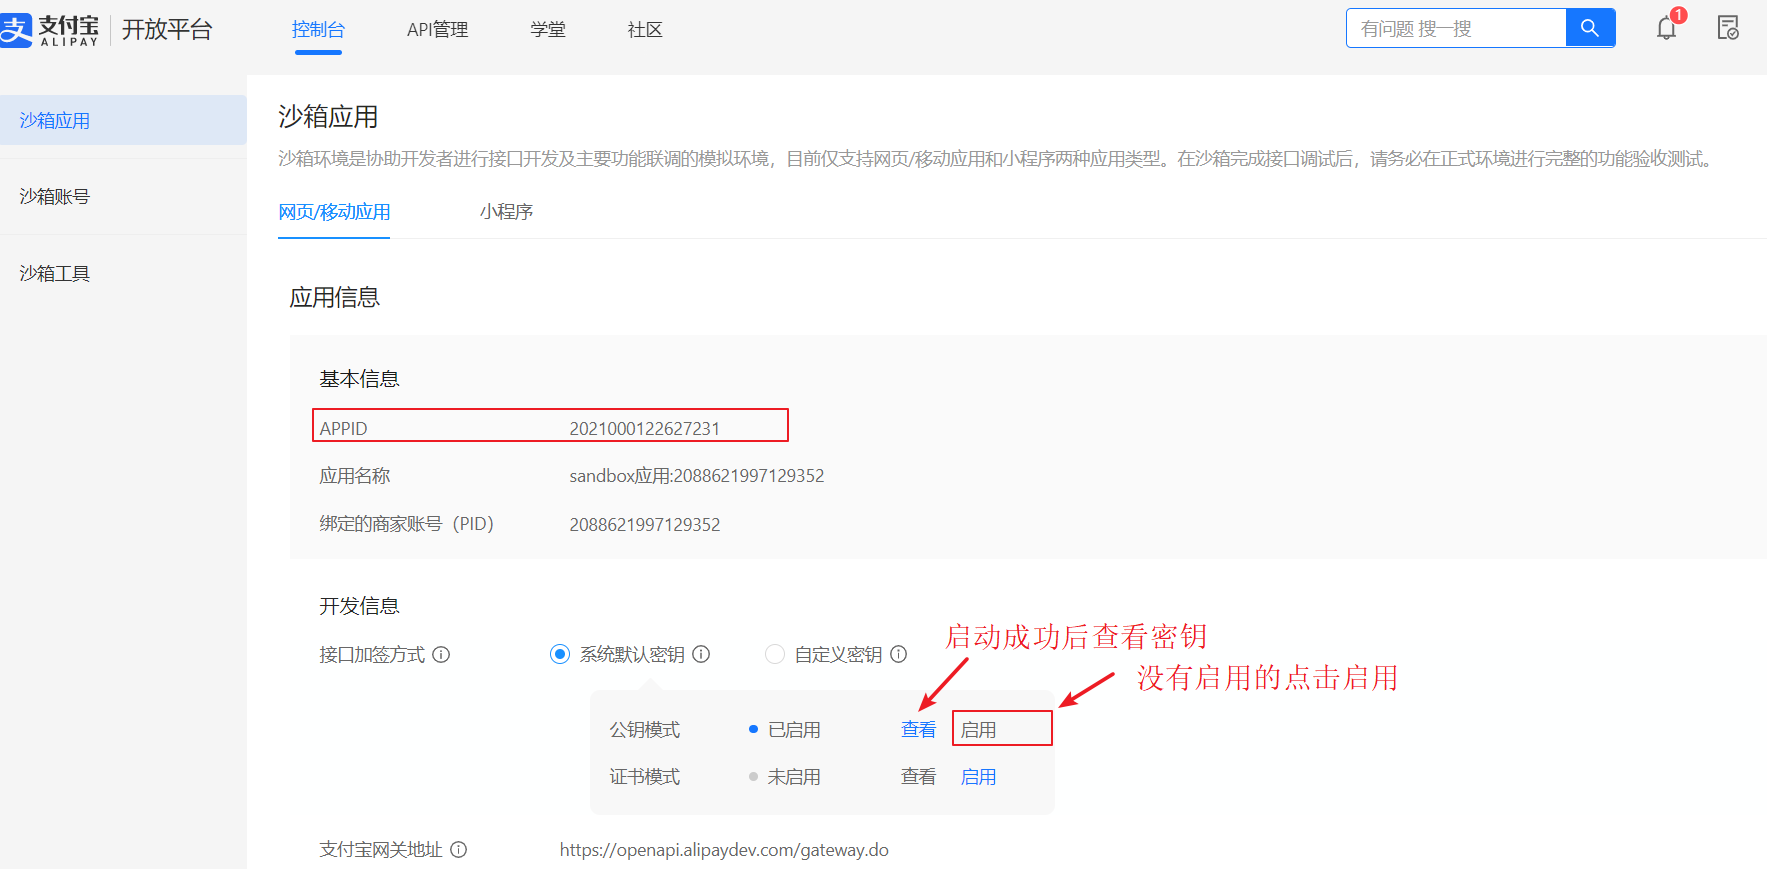 支 支付宝 ALIPAY 开放平台 控制台 API管理 学堂 社区 有问题 搜一搜 1
沙箱应用
沙箱账号
沙箱工具
沙箱应用
沙箱环境是协助开发者进行接口开发及主要功能联调的模拟环境，目前仅支持网页/移动应用和小程序两种应用类型。在沙箱完成接口调试后，请务必在正式环境进行完整的功能验收测试。
网页/移动应用 小程序
应用信息
基本信息
APPID 2021000122627231
应用名称 sandbox应用:2088621997129352
绑定的商家账号（PID） 2088621997129352
开发信息
启动成功后查看密钥
接口加签方式 系统默认密钥 自定义密钥
没有启用的点击启用
公钥模式 已启用 查看 启用
证书模式 未启用 查看 启用
支付宝网关地址 https://openapi.alipaydev.com/gateway.do